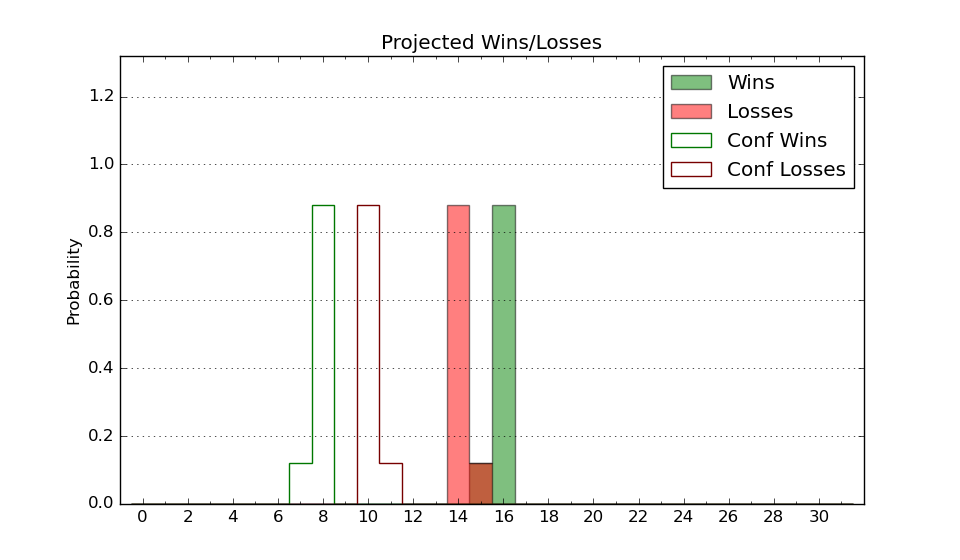 Projected Wins/Losses
Wins
Losses
Conf Wins
Conf Losses
Probability
1.2
1.0
0.8
0.6
0.4
0.2
0.0
0 2 4 6 8 10 12 14 16 18 20 22 24 26 28 30